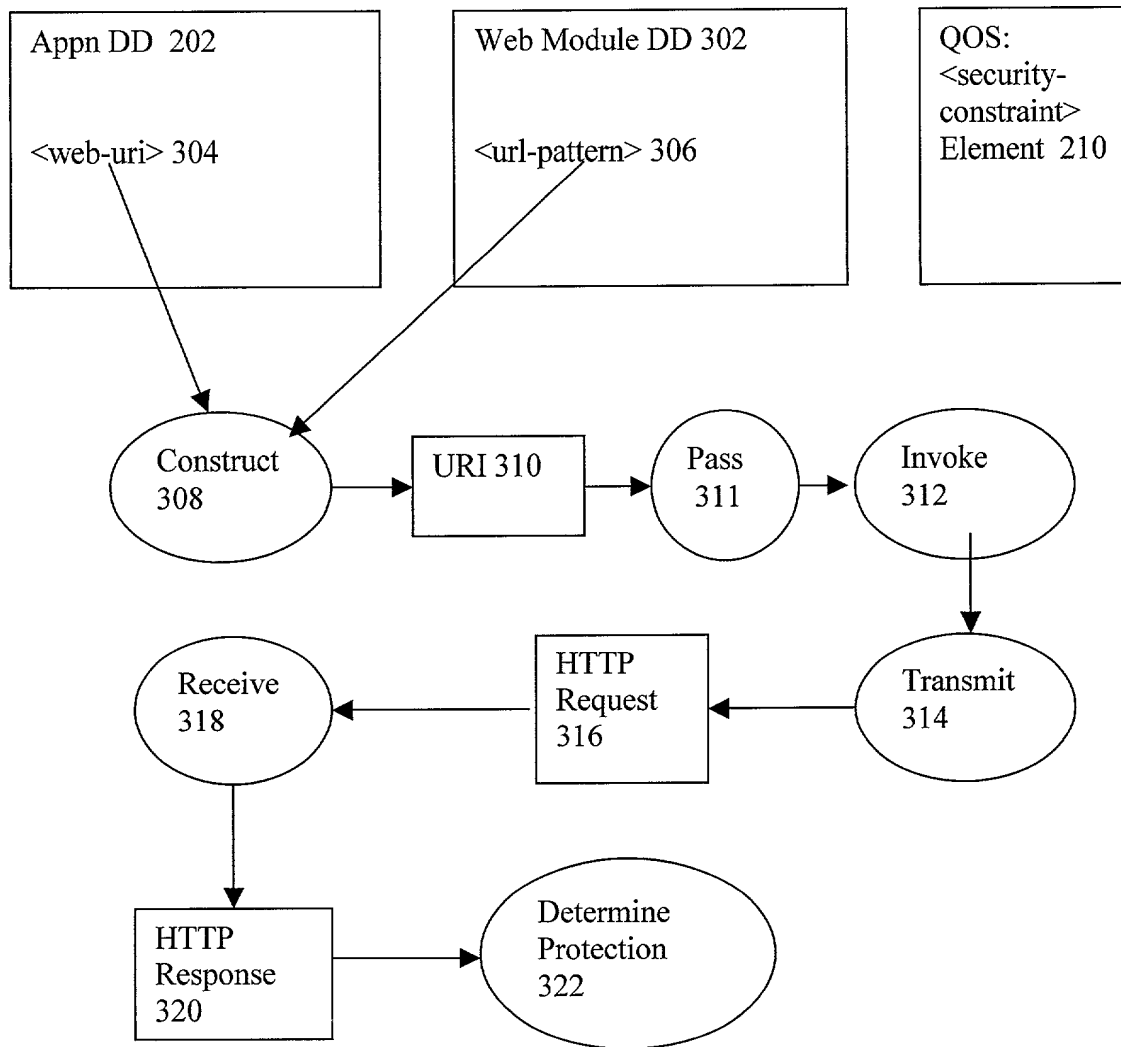 Appn DD 202
<web-uri> 304
Web Module DD 302
<url-pattern> 306
QOS:
<security-
constraint>
Element 210
Construct
308
URI 310
Pass
311
Invoke
312
Receive
318
HTTP
Request
316
Transmit
314
HTTP
Response
320
Determine
Protection
322